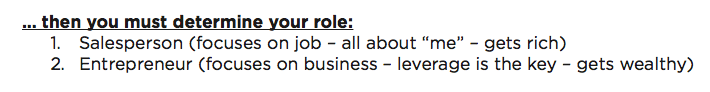 ... then you must determine your role:
1. Salesperson (focuses on job – all about “me” – gets rich)
2. Entrepreneur (focuses on business – leverage is the key – gets wealthy)